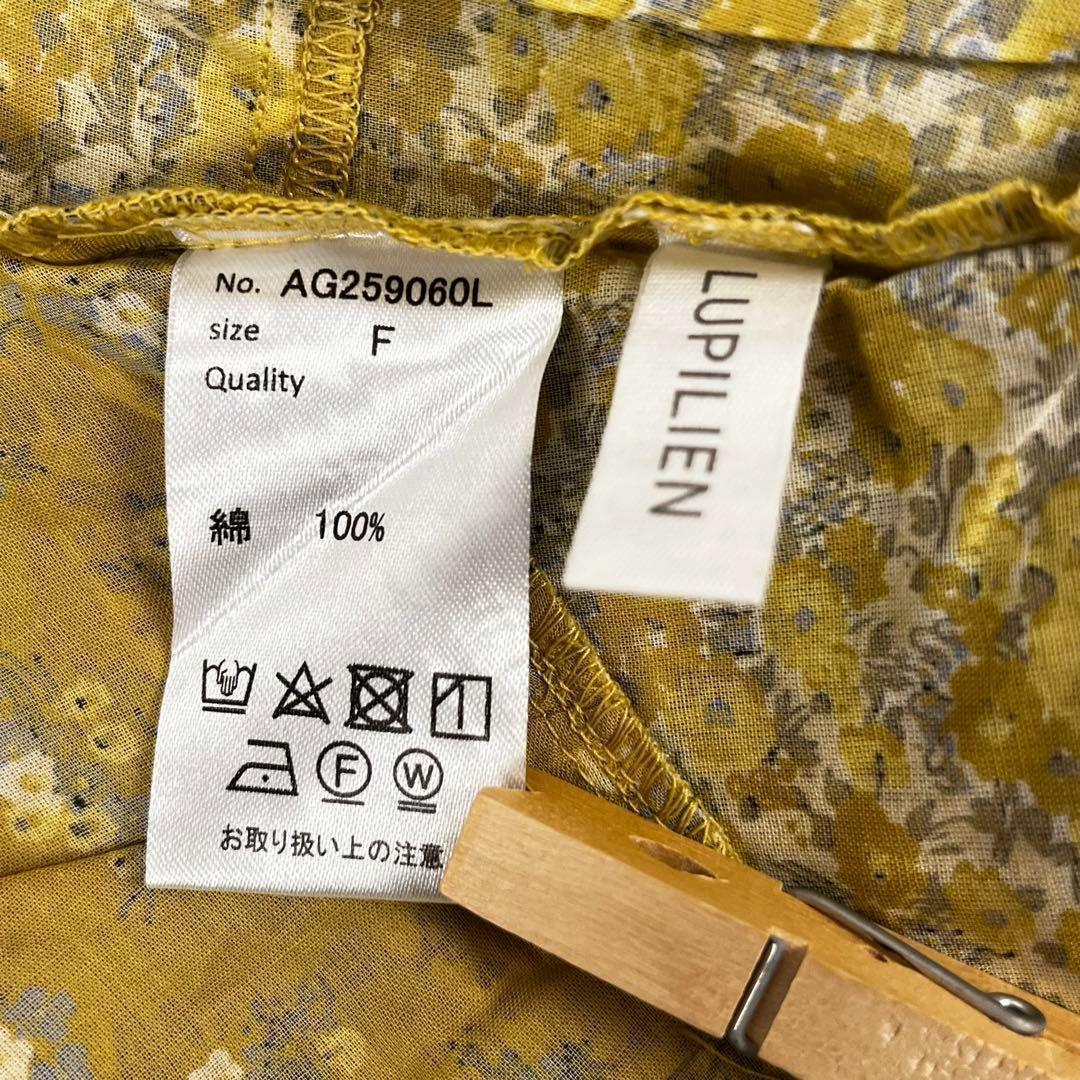 No. AG259060L
size F
Quality
綿 100%
F W
お取り扱い上の注意
LUPILIEN